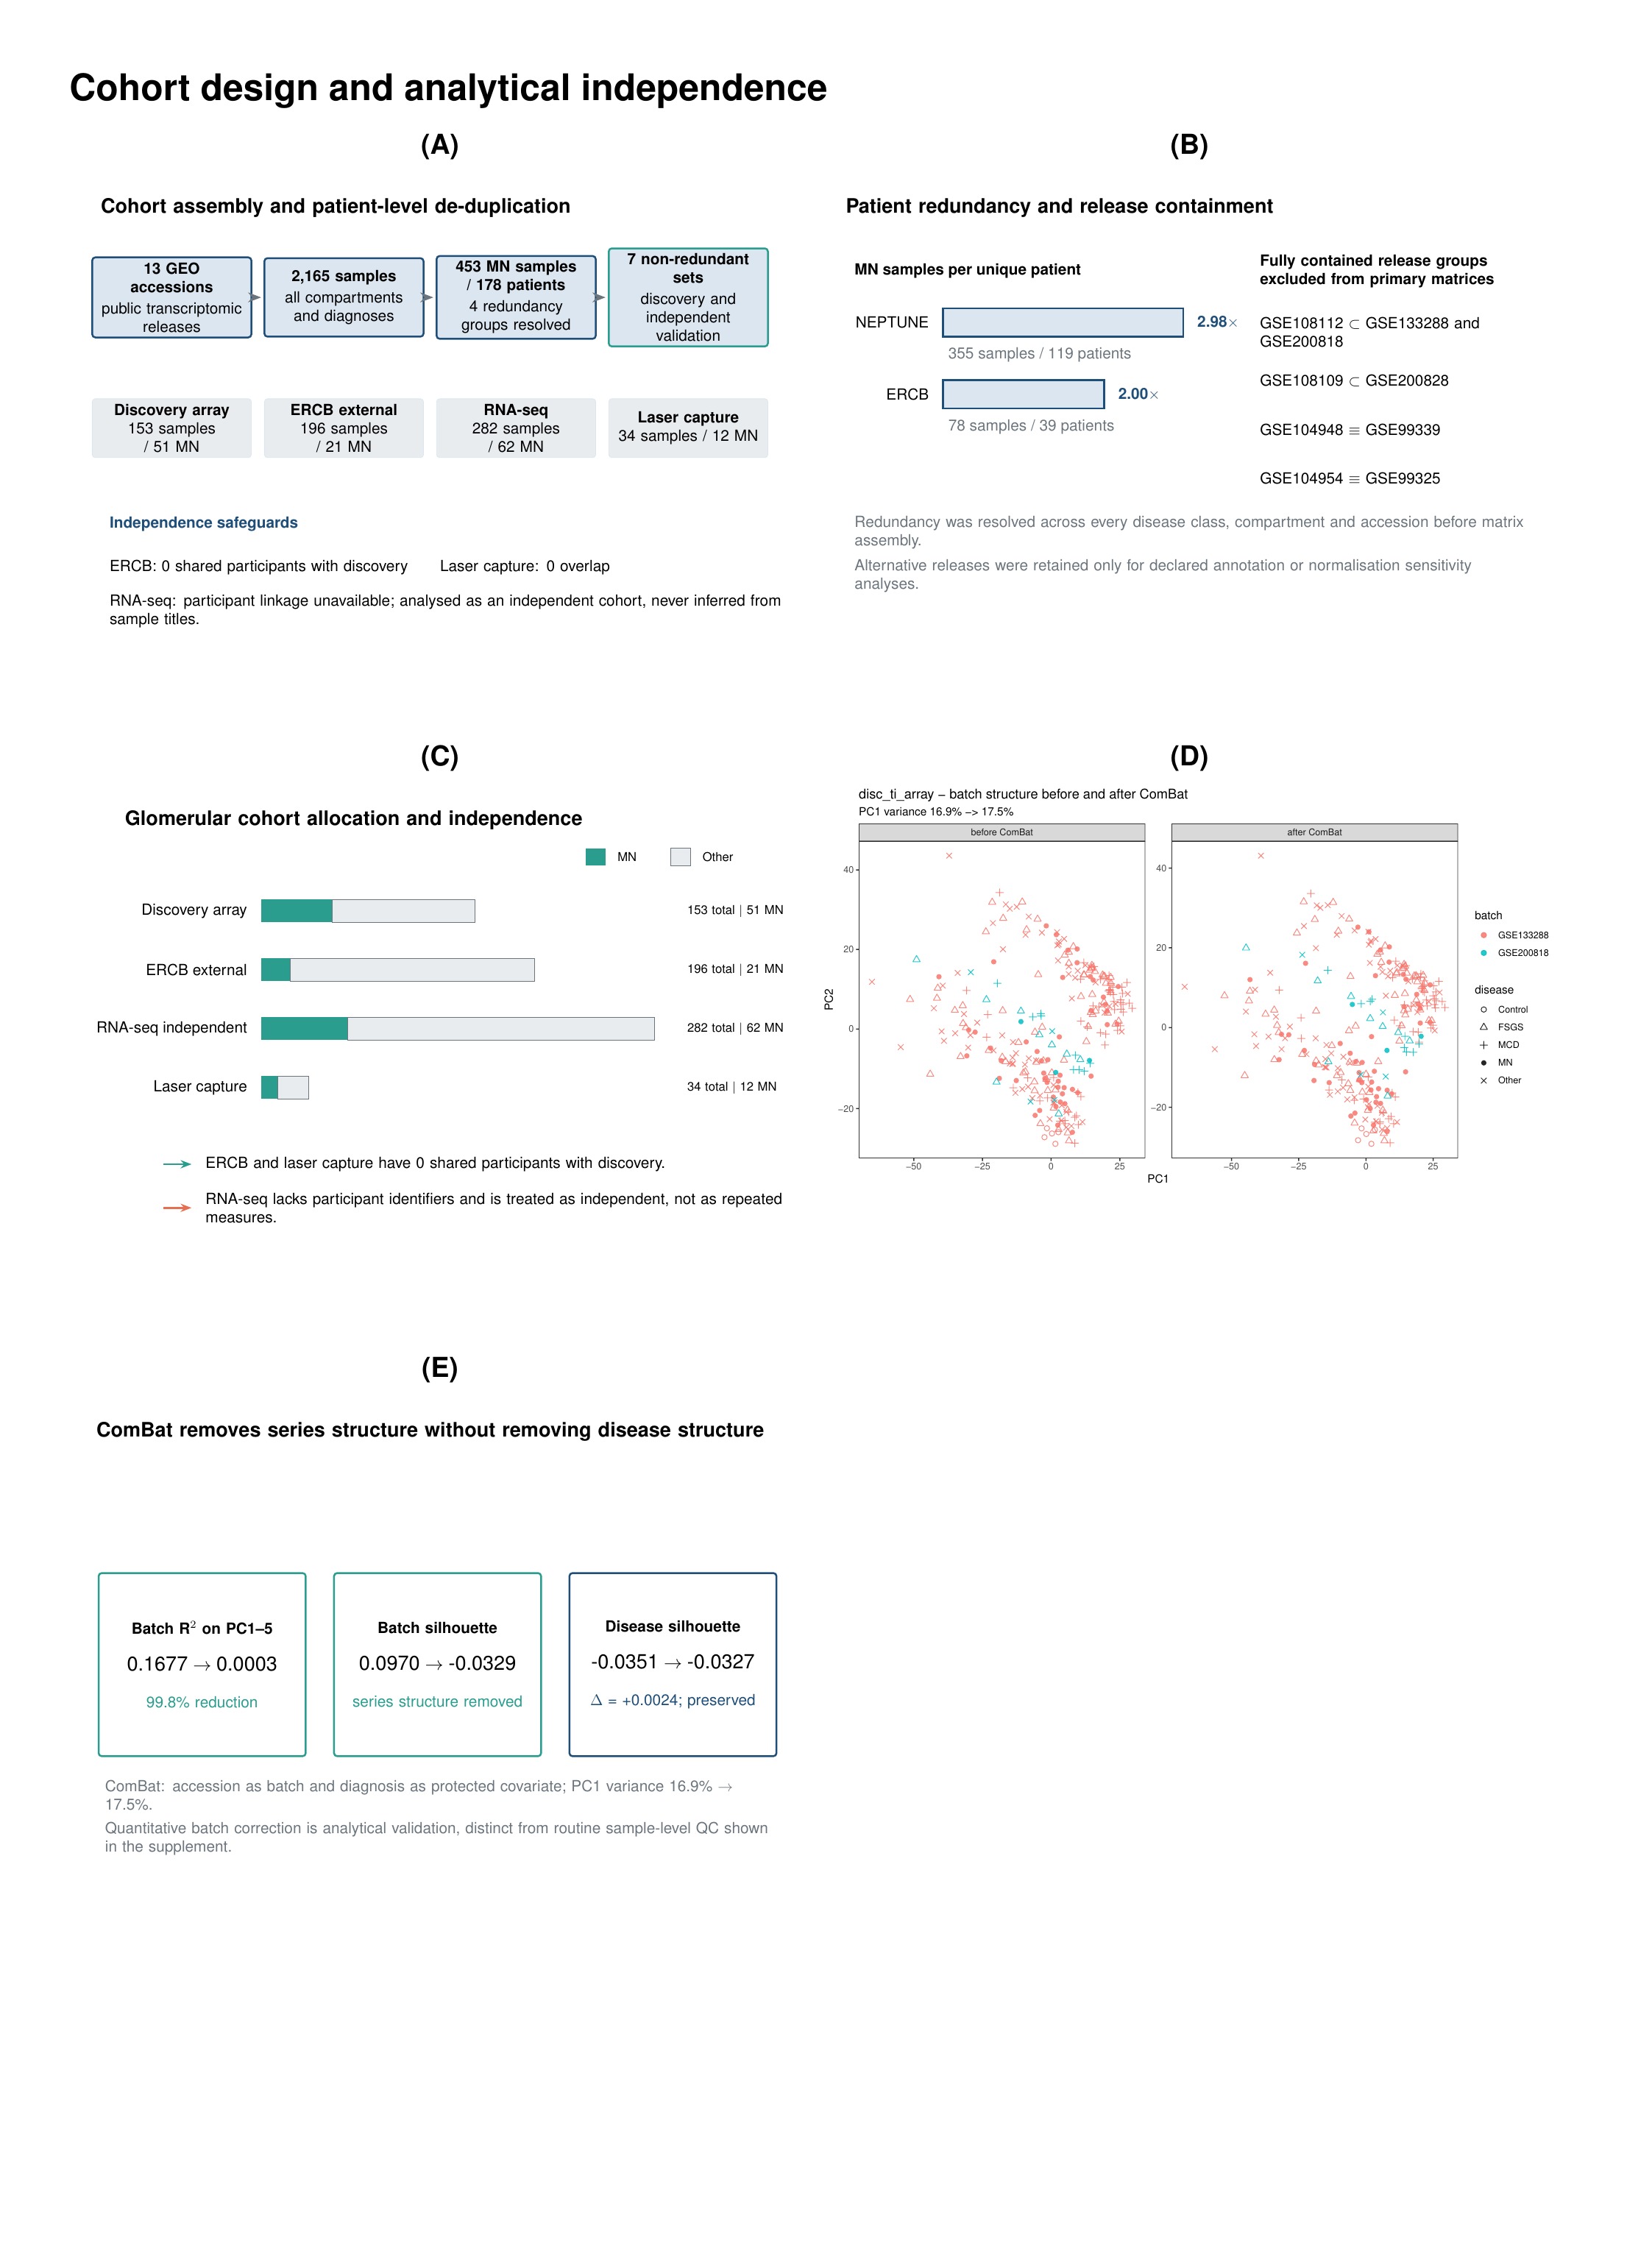 Cohort design and analytical independence
(A)
Cohort assembly and patient-level de-duplication
13 GEO
accessions
public transcriptomic
releases
2,165 samples
all compartments
and diagnoses
453 MN samples
/ 178 patients
4 redundancy
groups resolved
7 non-redundant
sets
discovery and
independent
validation
Discovery array
153 samples
/ 51 MN
ERCB external
196 samples
/ 21 MN
RNA-seq
282 samples
/ 62 MN
Laser capture
34 samples / 12 MN
Independence safeguards
ERCB: 0 shared participants with discovery
Laser capture: 0 overlap
RNA-seq: participant linkage unavailable; analysed as an independent cohort, never inferred from
sample titles.
(B)
Patient redundancy and release containment
MN samples per unique patient
NEPTUNE
2.98×
355 samples / 119 patients
ERCB
2.00×
78 samples / 39 patients
Fully contained release groups
excluded from primary matrices
GSE108112 ⊂ GSE133288 and
GSE200818
GSE108109 ⊂ GSE200828
GSE104948 ≡ GSE99339
GSE104954 ≡ GSE99325
Redundancy was resolved across every disease class, compartment and accession before matrix
assembly.
Alternative releases were retained only for declared annotation or normalisation sensitivity
analyses.
(C)
Glomerular cohort allocation and independence
MN
Other
Discovery array
153 total | 51 MN
ERCB external
196 total | 21 MN
RNA-seq independent
282 total | 62 MN
Laser capture
34 total | 12 MN
ERCB and laser capture have 0 shared participants with discovery.
RNA-seq lacks participant identifiers and is treated as independent, not as repeated
measures.
(D)
disc_ti_array − batch structure before and after ComBat
PC1 variance 16.9% −> 17.5%
before ComBat
after ComBat
PC2
40
20
0
−20
40
20
0
−20
−50
−25
0
25
−50
−25
0
25
PC1
batch
GSE133288
GSE200818
disease
Control
FSGS
MCD
MN
Other
(E)
ComBat removes series structure without removing disease structure
Batch R² on PC1–5
0.1677 → 0.0003
99.8% reduction
Batch silhouette
0.0970 → -0.0329
series structure removed
Disease silhouette
-0.0351 → -0.0327
Δ = +0.0024; preserved
ComBat: accession as batch and diagnosis as protected covariate; PC1 variance 16.9% →
17.5%.
Quantitative batch correction is analytical validation, distinct from routine sample-level QC shown
in the supplement.